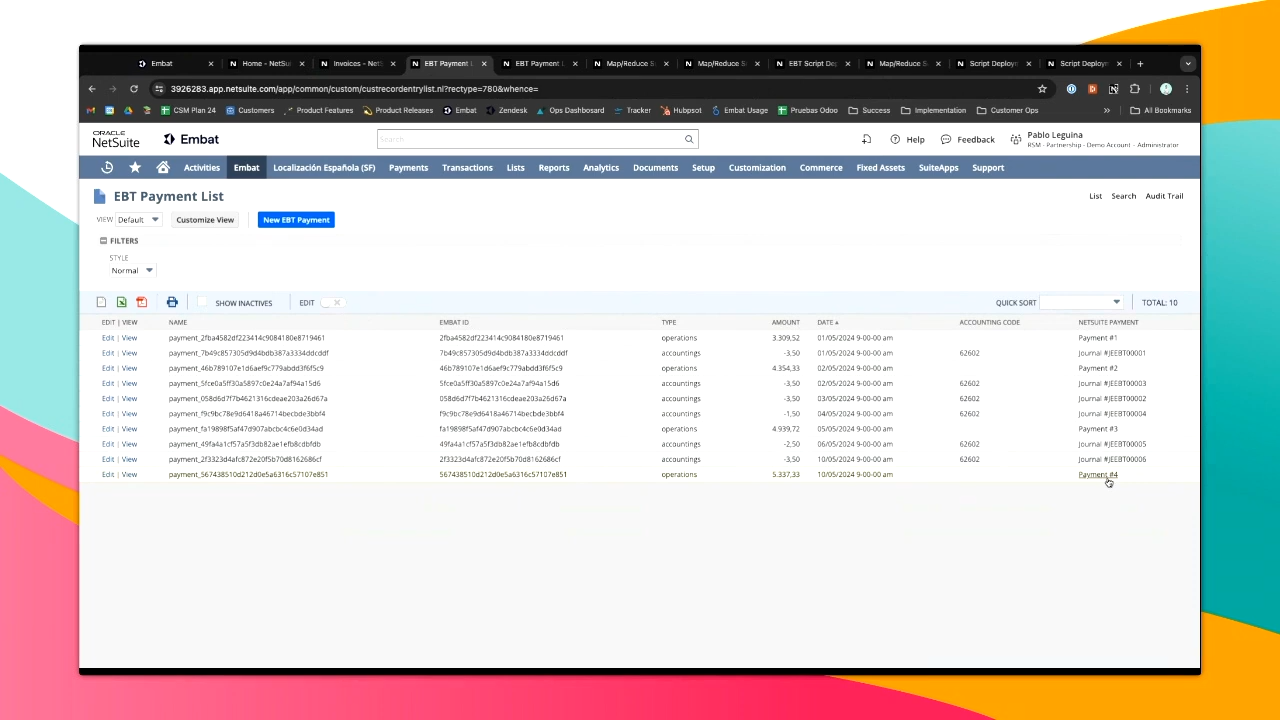 Embat
Home - NetSui
Invoices - NetS
EBT Payment L
EBT Payment L
Map/Reduce S
Map/Reduce S
EBT Script De
Map/Reduce S
Script Deploym
Script Deploym
3926283.app.netsuite.com/app/common/custom/custrecordentrylist.nl?rectype=780&whence=
CSM Plan 24 Customers Product Features Product Releases Embat Zendesk Ops Dashboard Tracker Hubspot Embat Usage Pruebas Odoo Success Implementation Customer Ops » All Bookmarks
ORACLE
NetSuite
Embat
Search
Help
Feedback
Pablo Leguina
RSM - Partnership - Demo Account - Administrator
Activities Embat Localización Española (SF) Payments Transactions Lists Reports Analytics Documents Setup Customization Commerce Fixed Assets SuiteApps Support
EBT Payment List
List Search Audit Trail
VIEW Default Customize View New EBT Payment
FILTERS
STYLE
Normal
SHOW INACTIVES EDIT QUICK SORT TOTAL: 10
EDIT | VIEW NAME EMBAT ID TYPE AMOUNT DATE ▲ ACCOUNTING CODE NETSUITE PAYMENT
Edit | View payment_2fba4582df223414c9084180e8719461 2fba4582df223414c9084180e8719461 operations 3.309,52 01/05/2024 9-00-00 am Payment #1
Edit | View payment_7b49c857305d9d4bdb387a3334ddcddf 7b49c857305d9d4bdb387a3334ddcddf accountings -3,50 01/05/2024 9-00-00 am 62602 Journal #JEEBT00001
Edit | View payment_46b789107e1d6aef9c779abdd3f6f5c9 46b789107e1d6aef9c779abdd3f6f5c9 operations 4.354,33 02/05/2024 9-00-00 am Payment #2
Edit | View payment_5fce0a5ff30a5897c0e24a7af94a15d6 5fce0a5ff30a5897c0e24a7af94a15d6 accountings -3,50 02/05/2024 9-00-00 am 62602 Journal #JEEBT00003
Edit | View payment_058d6d7f7b4621316cdeae203a26d67a 058d6d7f7b4621316cdeae203a26d67a accountings -3,50 03/05/2024 9-00-00 am 62602 Journal #JEEBT00002
Edit | View payment_f9c9bc78e9d6418a46714becbde3bbf4 f9c9bc78e9d6418a46714becbde3bbf4 accountings -1,50 04/05/2024 9-00-00 am 62602 Journal #JEEBT00004
Edit | View payment_fa19898f5af47d907abcbc4c6e0d34ad fa19898f5af47d907abcbc4c6e0d34ad operations 4.939,72 05/05/2024 9-00-00 am Payment #3
Edit | View payment_49fa4a1cf57a5f3db82ae1efb8cdbfdb 49fa4a1cf57a5f3db82ae1efb8cdbfdb accountings -2,50 06/05/2024 9-00-00 am 62602 Journal #JEEBT00005
Edit | View payment_2f3323d4afc872e20f5b70d8162686cf 2f3323d4afc872e20f5b70d8162686cf accountings -3,50 10/05/2024 9-00-00 am 62602 Journal #JEEBT00006
Edit | View payment_567438510d212d0e5a6316c57107e851 567438510d212d0e5a6316c57107e851 operations 5.337,33 10/05/2024 9-00-00 am Payment #4